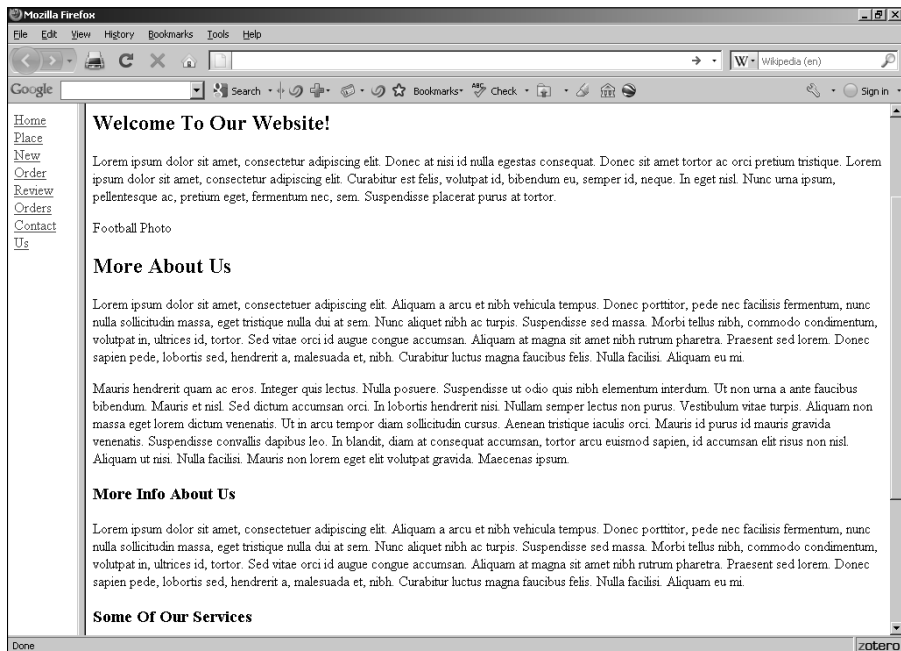 Mozilla Firefox
File Edit View History Bookmarks Tools Help
W Wikipedia (en)
Google Search Bookmarks ABC Check Sign in
Home
Place
New
Order
Review
Orders
Contact
Us
Welcome To Our Website!
Lorem ipsum dolor sit amet, consectetur adipiscing elit. Donec at nisi id nulla egestas consequat. Donec sit amet tortor ac orci pretium tristique. Lorem
ipsum dolor sit amet, consectetur adipiscing elit. Curabitur est felis, volutpat id, bibendum eu, semper id, neque. In eget nisl. Nunc urna ipsum,
pellentesque ac, pretium eget, fermentum nec, sem. Suspendisse placerat purus at tortor.
Football Photo
More About Us
Lorem ipsum dolor sit amet, consectetuer adipiscing elit. Aliquam a arcu et nibh vehicula tempus. Donec porttitor, pede nec facilisis fermentum, nunc
nulla sollicitudin massa, eget tristique nulla dui at sem. Nunc aliquet nibh ac turpis. Suspendisse sed massa. Morbi tellus nibh, commodo condimentum,
volutpat in, ultrices id, tortor. Sed vitae orci id augue congue accumsan. Aliquam at magna sit amet nibh rutrum pharetra. Praesent sed lorem. Donec
sapien pede, lobortis sed, hendrerit a, malesuada et, nibh. Curabitur luctus magna faucibus felis. Nulla facilisi. Aliquam eu mi.
Mauris hendrerit quam ac eros. Integer quis lectus. Nulla posuere. Suspendisse ut odio quis nibh elementum interdum. Ut non urna a ante faucibus
bibendum. Mauris et nisl. Sed dictum accumsan orci. In lobortis hendrerit nisi. Nullam semper lectus non purus. Vestibulum vitae turpis. Aliquam non
massa eget lorem dictum venenatis. Ut in arcu tempor diam sollicitudin cursus. Aenean tristique iaculis orci. Mauris id purus id mauris gravida
venenatis. Suspendisse convallis dapibus leo. In blandit, diam at consequat accumsan, tortor arcu euismod sapien, id accumsan elit risus non nisl.
Aliquam ut nisi. Nulla facilisi. Mauris non lorem eget elit volutpat gravida. Maecenas ipsum.
More Info About Us
Lorem ipsum dolor sit amet, consectetuer adipiscing elit. Aliquam a arcu et nibh vehicula tempus. Donec porttitor, pede nec facilisis fermentum, nunc
nulla sollicitudin massa, eget tristique nulla dui at sem. Nunc aliquet nibh ac turpis. Suspendisse sed massa. Morbi tellus nibh, commodo condimentum,
volutpat in, ultrices id, tortor. Sed vitae orci id augue congue accumsan. Aliquam at magna sit amet nibh rutrum pharetra. Praesent sed lorem. Donec
sapien pede, lobortis sed, hendrerit a, malesuada et, nibh. Curabitur luctus magna faucibus felis. Nulla facilisi. Aliquam eu mi.
Some Of Our Services
Done zotero